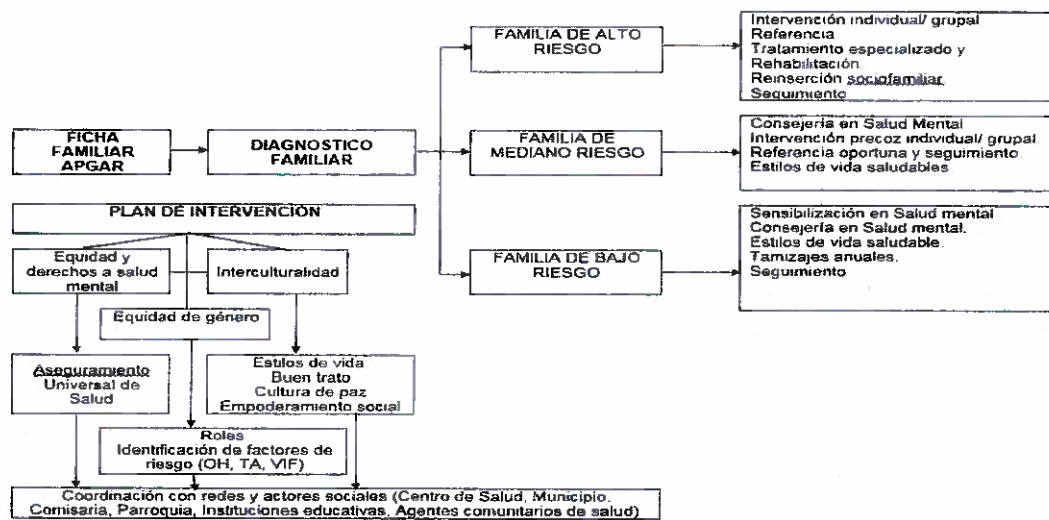 FAMILIA DE ALTO
RIESGO
Intervención individual/ grupal
Referencia
Tratamiento especializado y
Rehabilitación
Reinserción sociofamiliar
Seguimiento
FICHA
FAMILIAR
APGAR
DIAGNOSTICO
FAMILIAR
FAMILIA DE
MEDIANO RIESGO
Consejería en Salud Mental
Intervención precoz individual/ grupal
Referencia oportuna y seguimiento
Estilos de vida saludables
FAMILIA DE BAJO
RIESGO
Sensibilización en Salud mental
Consejería en Salud mental.
Estilos de vida saludable.
Tamizajes anuales.
Seguimiento
PLAN DE INTERVENCIÓN
Equidad y
derechos a salud
mental
Interculturalidad
Equidad de género
Aseguramiento
Universal de
Salud
Estilos de vida
Buen trato
Cultura de paz
Empoderamiento social
Roles
Identificación de factores de
riesgo (OH, TA, VIF)
Coordinación con redes y actores sociales (Centro de Salud, Municipio.
Comisaria, Parroquia, Instituciones educativas, Agentes comunitarios de salud)